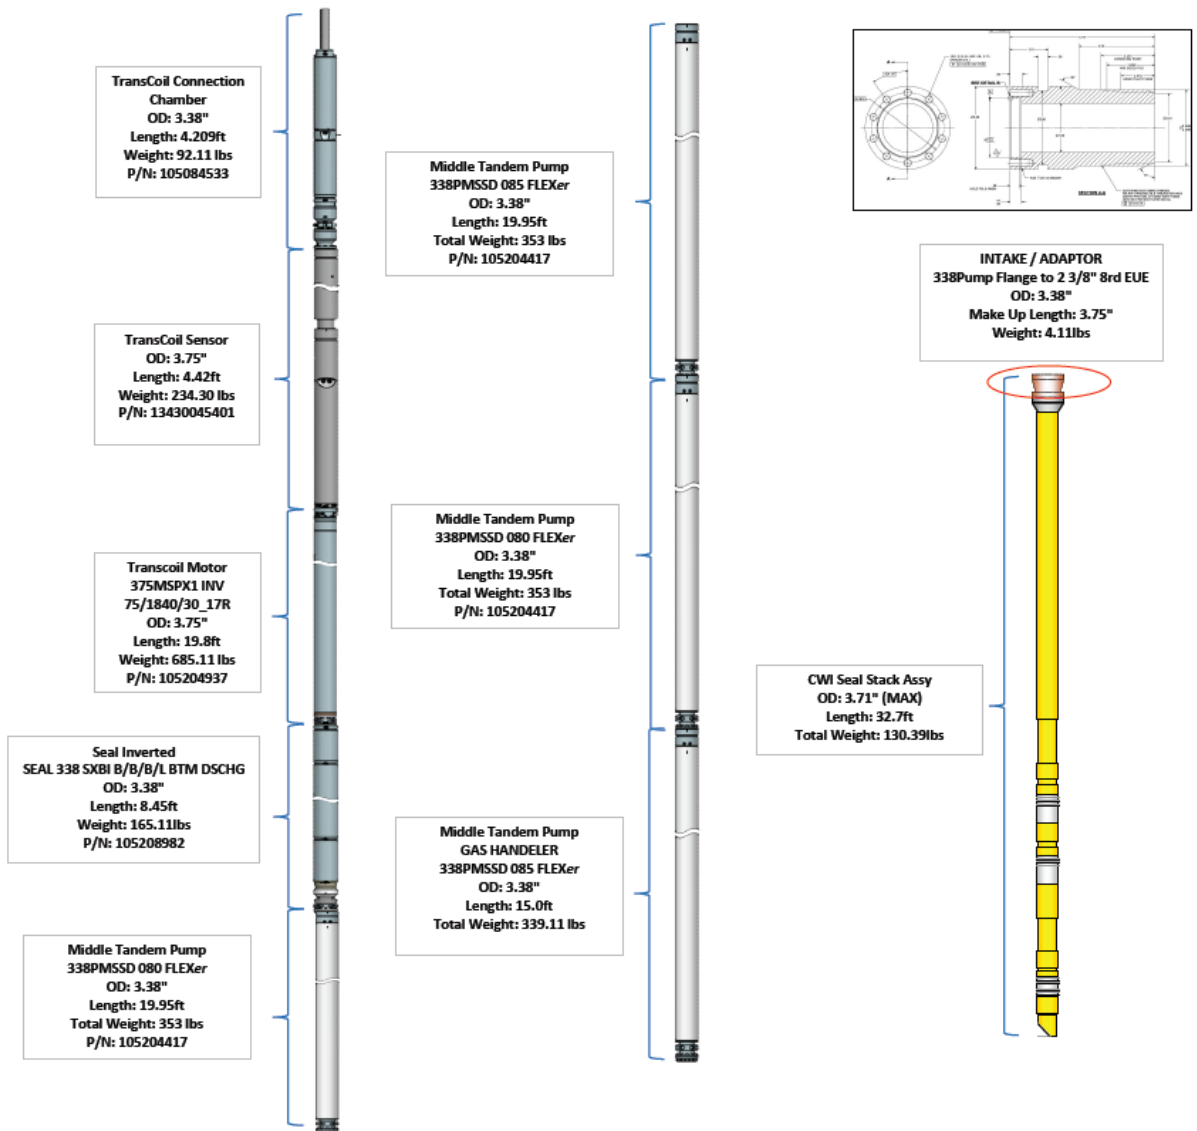 TransCoil Connection
Chamber
OD: 3.38"
Length: 4.209ft
Weight: 92.11 lbs
P/N: 105084533
TransCoil Sensor
OD: 3.75"
Length: 4.42ft
Weight: 234.30 lbs
P/N: 13430045401
Transcoil Motor
375MSPX1 INV
75/1840/30_17R
OD: 3.75"
Length: 19.8ft
Weight: 685.11 lbs
P/N: 105204937
Seal Inverted
SEAL 338 SXBI B/B/B/L BTM DSCHG
OD: 3.38"
Length: 8.45ft
Weight: 165.11lbs
P/N: 105208982
Middle Tandem Pump
338PMSSD 080 FLEXer
OD: 3.38"
Length: 19.95ft
Total Weight: 353 lbs
P/N: 105204417
Middle Tandem Pump
338PMSSD 085 FLEXer
OD: 3.38"
Length: 19.95ft
Total Weight: 353 lbs
P/N: 105204417
Middle Tandem Pump
338PMSSD 080 FLEXer
OD: 3.38"
Length: 19.95ft
Total Weight: 353 lbs
P/N: 105204417
Middle Tandem Pump
GAS HANDELER
338PMSSD 085 FLEXer
OD: 3.38"
Length: 15.0ft
Total Weight: 339.11 lbs
INTAKE / ADAPTOR
338Pump Flange to 2 3/8" 8rd EUE
OD: 3.38"
Make Up Length: 3.75"
Weight: 4.11lbs
CWI Seal Stack Assy
OD: 3.71" (MAX)
Length: 32.7ft
Total Weight: 130.39lbs